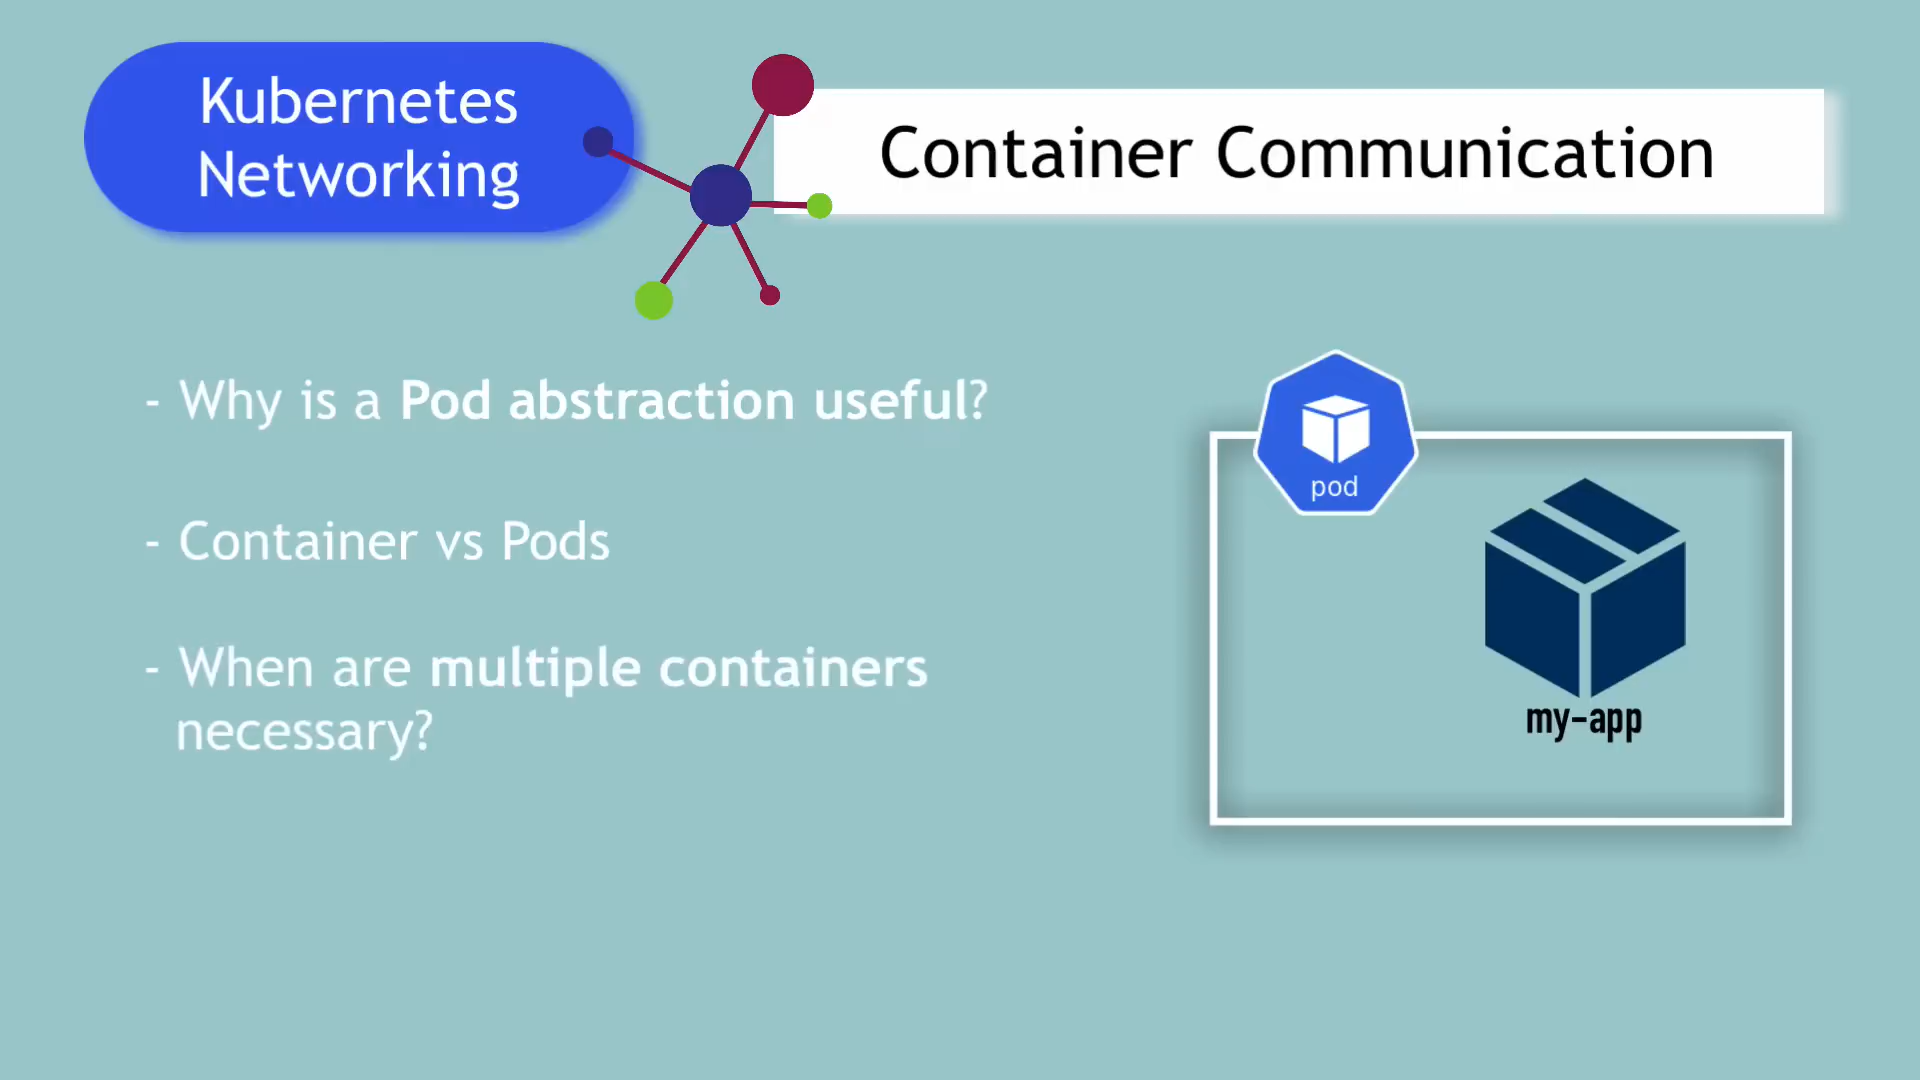 Kubernetes
Networking
Container Communication
- Why is a Pod abstraction useful?
- Container vs Pods
- When are multiple containers
necessary?
pod
my-app